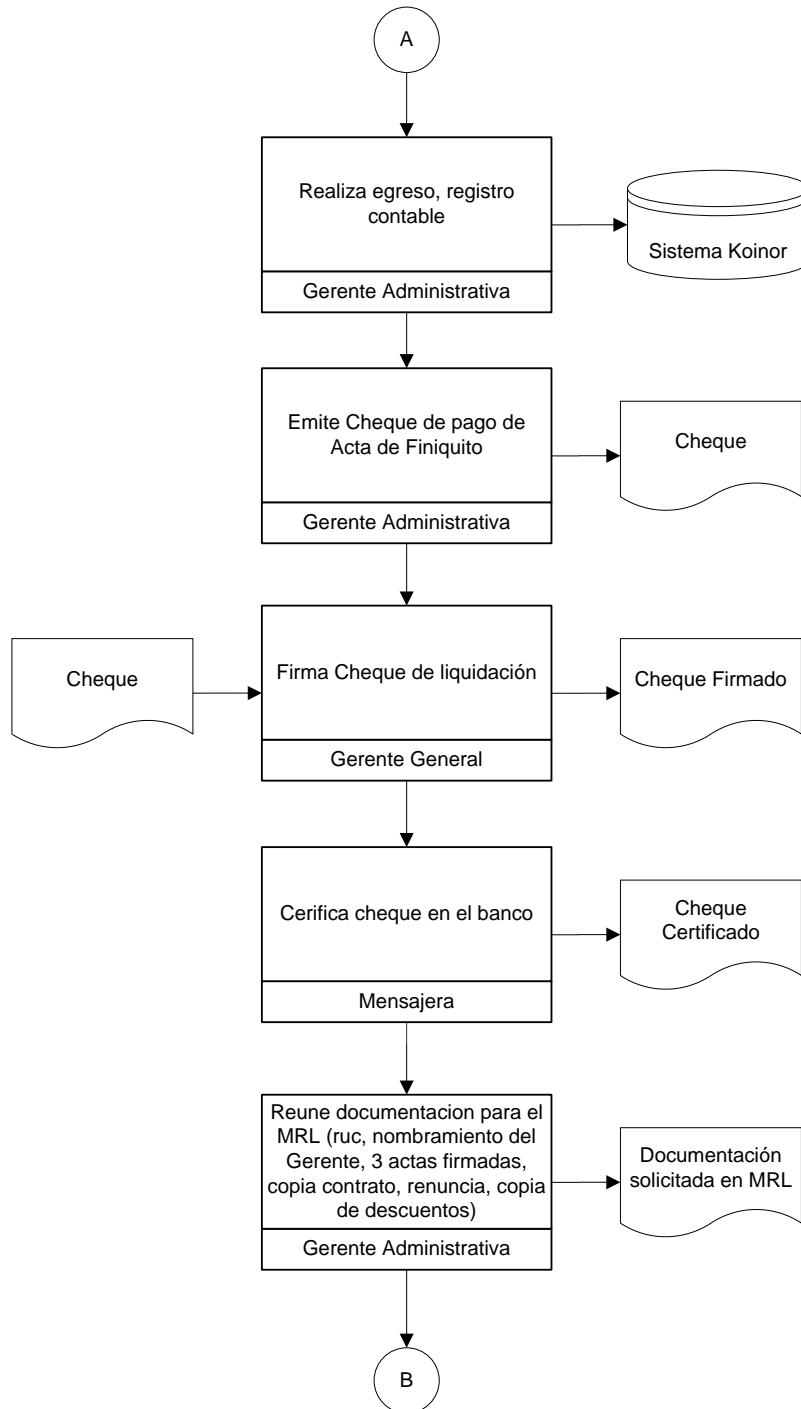 A
Realiza egreso, registro
contable
Gerente Administrativa
Sistema Koinor
Emite Cheque de pago de
Acta de Finiquito
Gerente Administrativa
Cheque
Cheque
Firma Cheque de liquidación
Gerente General
Cheque Firmado
Cerifica cheque en el banco
Mensajera
Cheque
Certificado
Reune documentacion para el
MRL (ruc, nombramiento del
Gerente, 3 actas firmadas,
copia contrato, renuncia, copia
de descuentos)
Gerente Administrativa
Documentación
solicitada en MRL
B